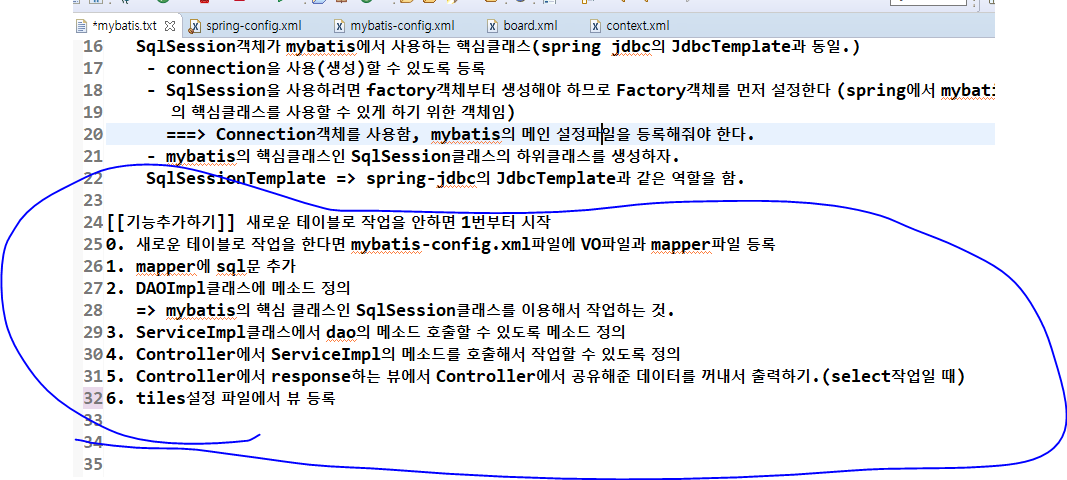 *mybatis.txt spring-config.xml mybatis-config.xml board.xml context.xml
16 SqlSession객체가 mybatis에서 사용하는 핵심클래스(spring jdbc의 JdbcTemplate과 동일.)
17 - connection을 사용(생성)할 수 있도록 등록
18 - SqlSession을 사용하려면 factory객체부터 생성해야 하므로 Factory객체를 먼저 설정한다 (spring에서 mybati
19 의 핵심클래스를 사용할 수 있게 하기 위한 객체임)
20 ===> Connection객체를 사용함, mybatis의 메인 설정파일을 등록해줘야 한다.
21 - mybatis의 핵심클래스인 SqlSession클래스의 하위클래스를 생성하자.
22 SqlSessionTemplate => spring-jdbc의 JdbcTemplate과 같은 역할을 함.
23
24 [[기능추가하기]] 새로운 테이블로 작업을 안하면 1번부터 시작
25 0. 새로운 테이블로 작업을 한다면 mybatis-config.xml파일에 VO파일과 mapper파일 등록
26 1. mapper에 sql문 추가
27 2. DAOImpl클래스에 메소드 정의
28 => mybatis의 핵심 클래스인 SqlSession클래스를 이용해서 작업하는 것.
29 3. ServiceImpl클래스에서 dao의 메소드 호출할 수 있도록 메소드 정의
30 4. Controller에서 ServiceImpl의 메소드를 호출해서 작업할 수 있도록 정의
31 5. Controller에서 response하는 뷰에서 Controller에서 공유해준 데이터를 꺼내서 출력하기.(select작업일 때)
32 6. tiles설정 파일에서 뷰 등록
33
34
35